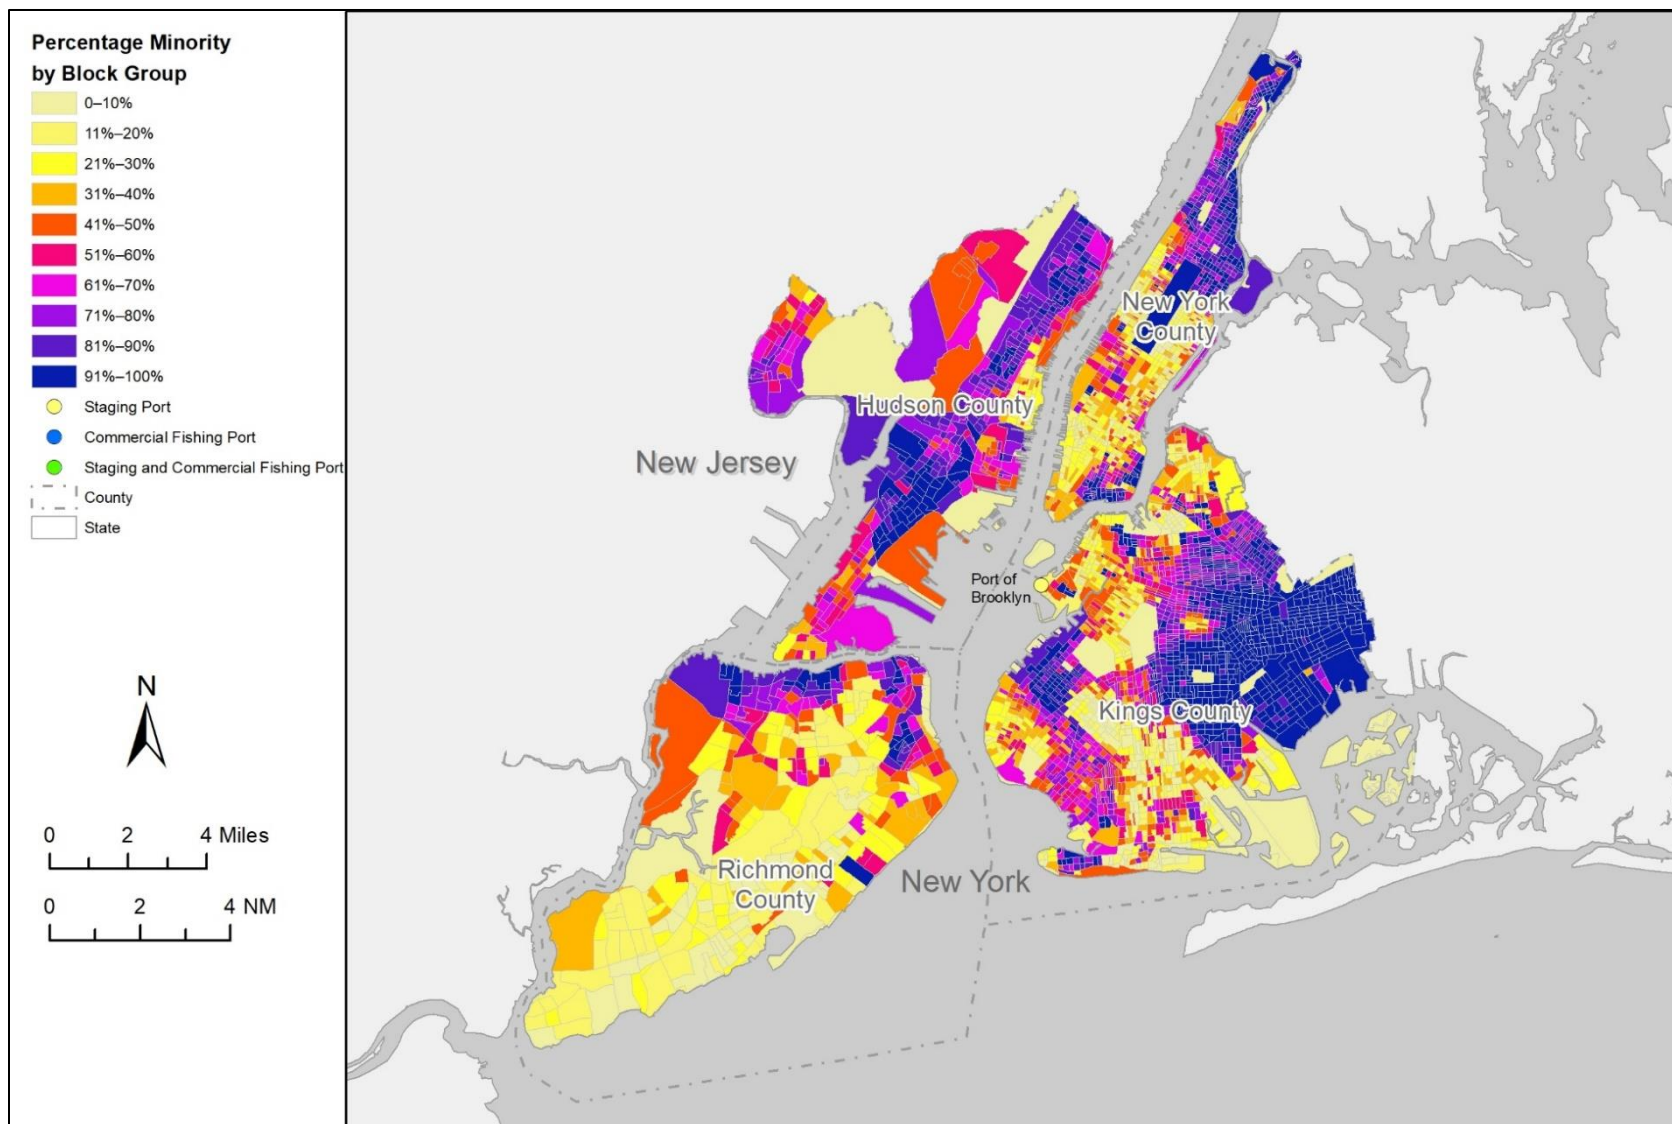 Percentage Minority
by Block Group
0–10%
11%–20%
21%–30%
31%–40%
41%–50%
51%–60%
61%–70%
71%–80%
81%–90%
91%–100%
Staging Port
Commercial Fishing Port
Staging and Commercial Fishing Port
County
State
N
0 2 4 Miles
0 2 4 NM
New York
County
Hudson County
New Jersey
Port of
Brooklyn
Kings County
Richmond
County
New York